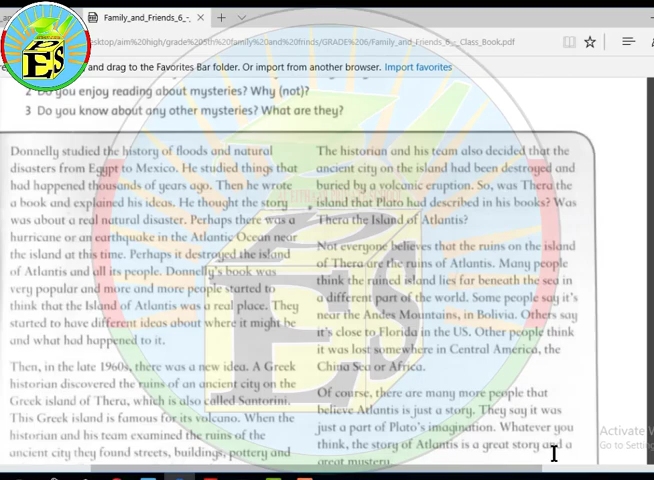 Family_and_Friends_6_-_
esktop/aim%20high/grade%205th%20family%20and%20frinds/GRADE%206/Family_and_Friends_6-_Class_Book.pdf
and drag to the Favorites Bar folder. Or import from another browser. Import favorites
2 Do you enjoy reading about mysteries? Why (not)?
3 Do you know about any other mysteries? What are they?
Donnelly studied the history of floods and natural
disasters from Egypt to Mexico. He studied things that
had happened thousands of years ago. Then he wrote
a book and explained his ideas. He thought the story
was about a real natural disaster. Perhaps there was a
hurricane or an earthquake in the Atlantic Ocean near
the island at this time. Perhaps it destroyed the island
of Atlantis and all its people. Donnelly's book was
very popular and more and more people started to
think that the Island of Atlantis was a real place. They
started to have different ideas about where it might be
and what had happened to it.
Then, in the late 1960s, there was a new idea. A Greek
historian discovered the ruins of an ancient city on the
Greek island of Thera, which is also called Santorini.
This Greek island is famous for its volcano. When the
historian and his team examined the ruins of the
ancient city they found streets, buildings, pottery and
The historian and his team also decided that the
ancient city on the island had been destroyed and
buried by a volcanic eruption. So, was Thera the
island that Plato had described in his books? Was
Thera the Island of Atlantis?
Not everyone believes that the ruins on the island
of Thera are the ruins of Atlantis. Many people
think the ruined island lies far beneath the sea in
a different part of the world. Some people say it's
near the Andes Mountains, in Bolivia. Others say
it's close to Florida in the US. Other people think
it was lost somewhere in Central America, the
China Sea or Africa.
Of course, there are many more people that
believe Atlantis is just a story. They say it was
just a part of Plato's imagination. Whatever you
think, the story of Atlantis is a great story and a
great mystery.
Activate
Go to Settin
ES